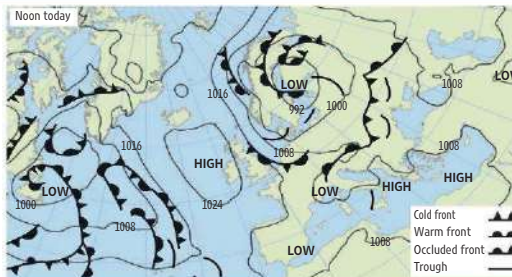 Noon today
1016
LOW
992
1000
1008
LOW
1016
1008
1008
HIGH
LOW
HIGH
HIGH
LOW
1000
1024
1008
LOW
1008
Cold front
Warm front
Occluded front
Trough